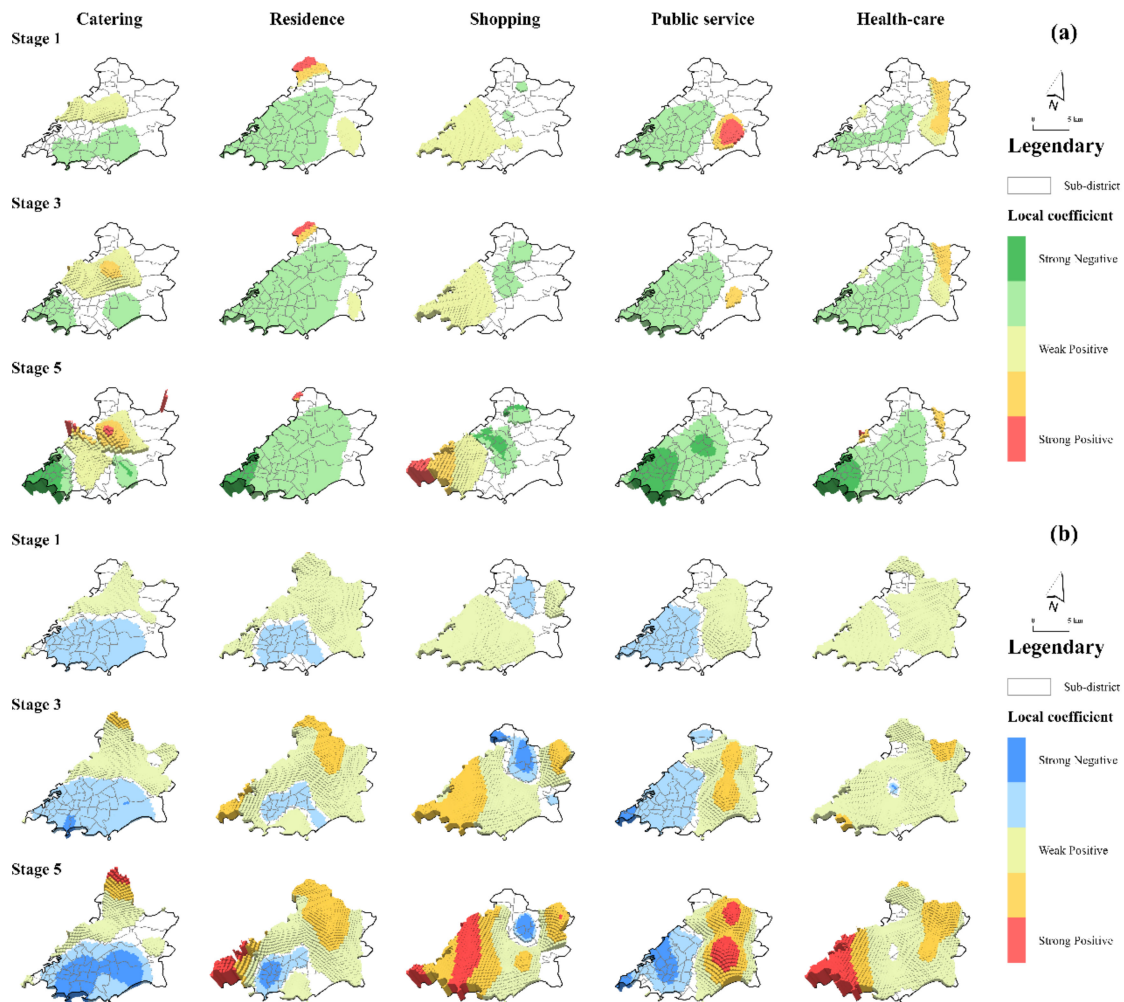 Catering Residence Shopping Public service Health-care
Stage 1
(a)
N
0 5 km
Legendary
Sub-district
Local coefficient
Strong Negative
Weak Positive
Strong Positive
Stage 3
Stage 5
Stage 1
(b)
N
0 5 km
Legendary
Sub-district
Local coefficient
Strong Negative
Weak Positive
Strong Positive
Stage 3
Stage 5